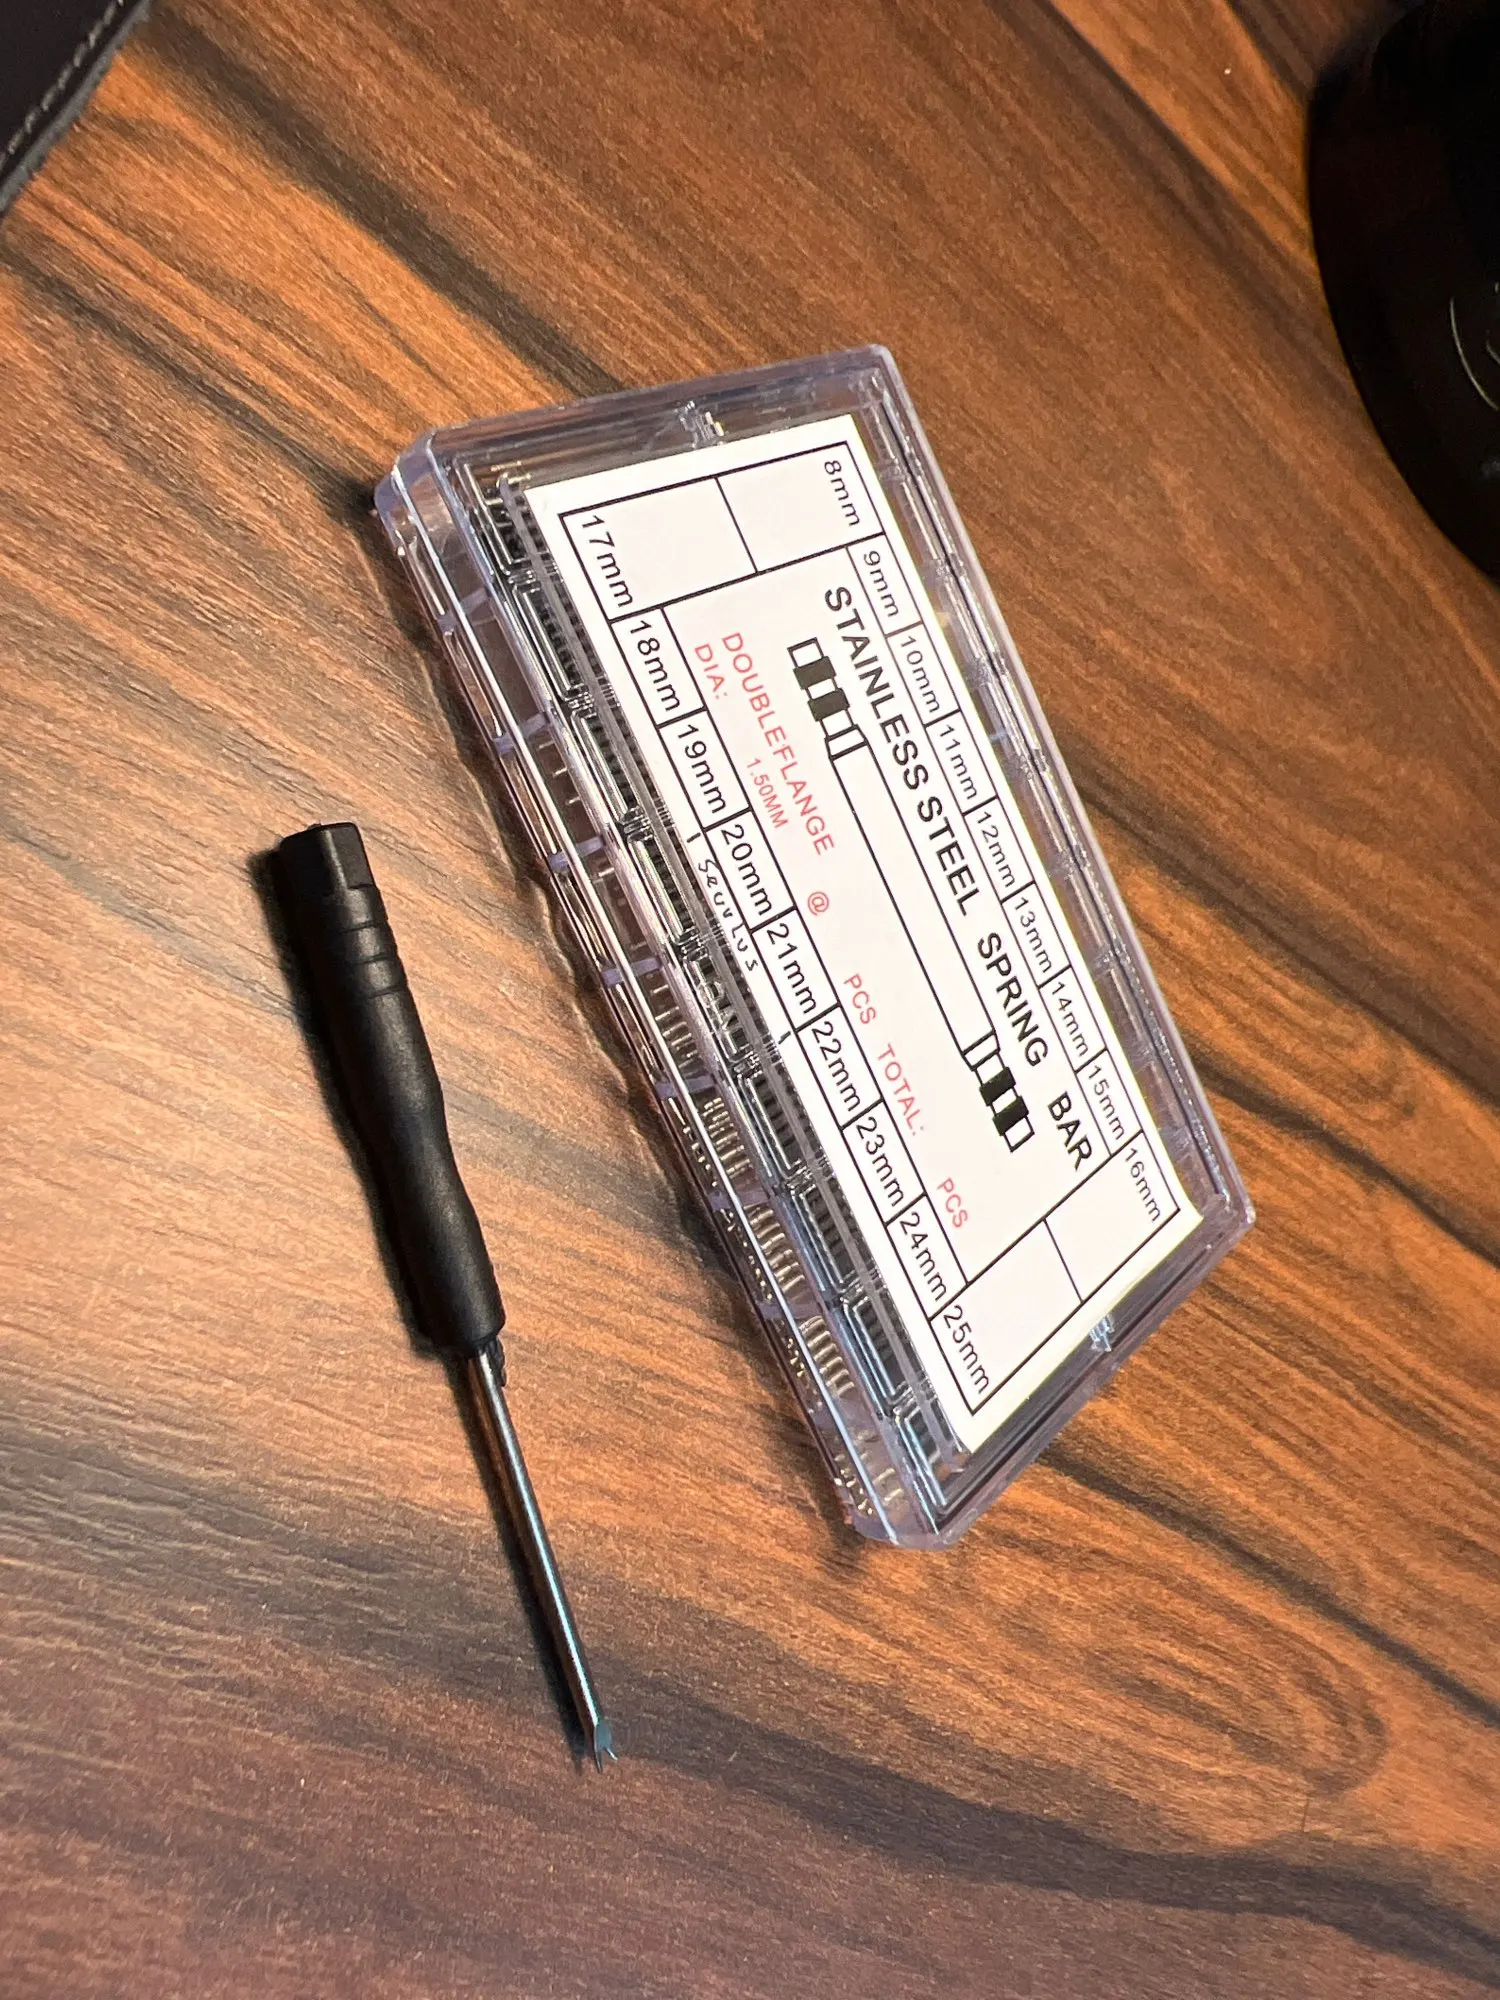 8mm 9mm 10mm 11mm 12mm 13mm 14mm 15mm 16mm
STAINLESS STEEL SPRING BAR
DOUBLEFLANGE @ PCS TOTAL: PCS
DIA: 1.50MM
17mm 18mm 19mm 20mm 21mm 22mm 23mm 24mm 25mm